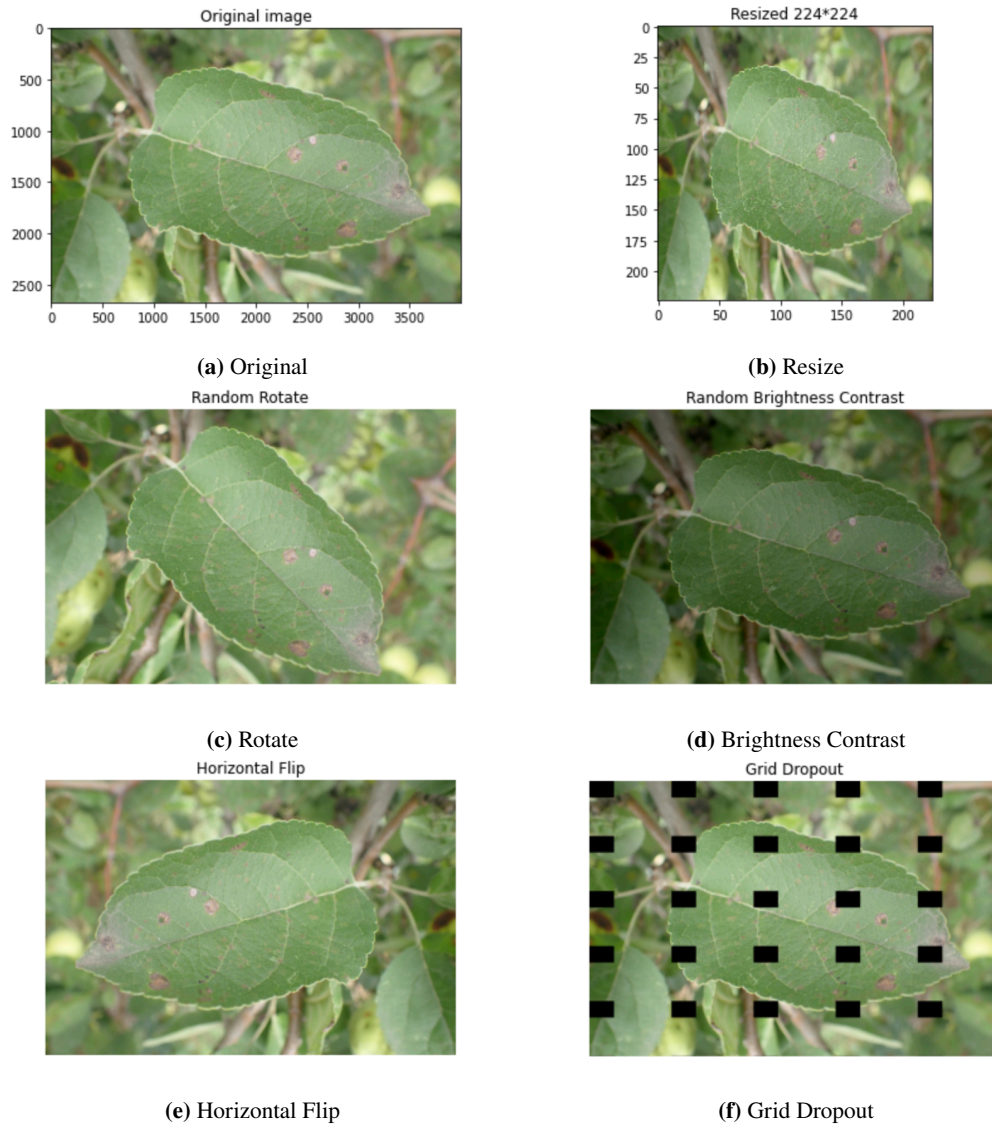 Original image
0
500
1000
1500
2000
2500
0 500 1000 1500 2000 2500 3000 3500
(a) Original
Resized 224*224
0
25
50
75
100
125
150
175
200
0 50 100 150 200
(b) Resize
Random Rotate
(c) Rotate
Random Brightness Contrast
(d) Brightness Contrast
Horizontal Flip
(e) Horizontal Flip
Grid Dropout
(f) Grid Dropout